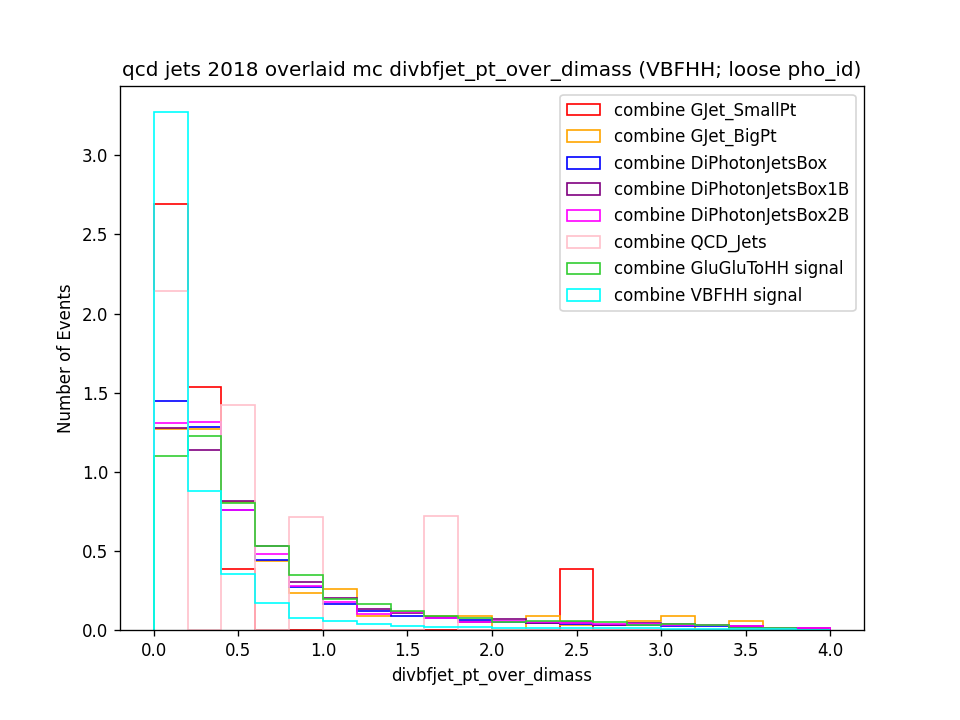 qcd jets 2018 overlaid mc divbfjet_pt_over_dimass (VBFHH; loose pho_id)
combine GJet_SmallPt
combine GJet_BigPt
combine DiPhotonJetsBox
combine DiPhotonJetsBox1B
combine DiPhotonJetsBox2B
combine QCD_Jets
combine GluGluToHH signal
combine VBFHH signal
Number of Events
3.0
2.5
2.0
1.5
1.0
0.5
0.0
0.0 0.5 1.0 1.5 2.0 2.5 3.0 3.5 4.0
divbfjet_pt_over_dimass